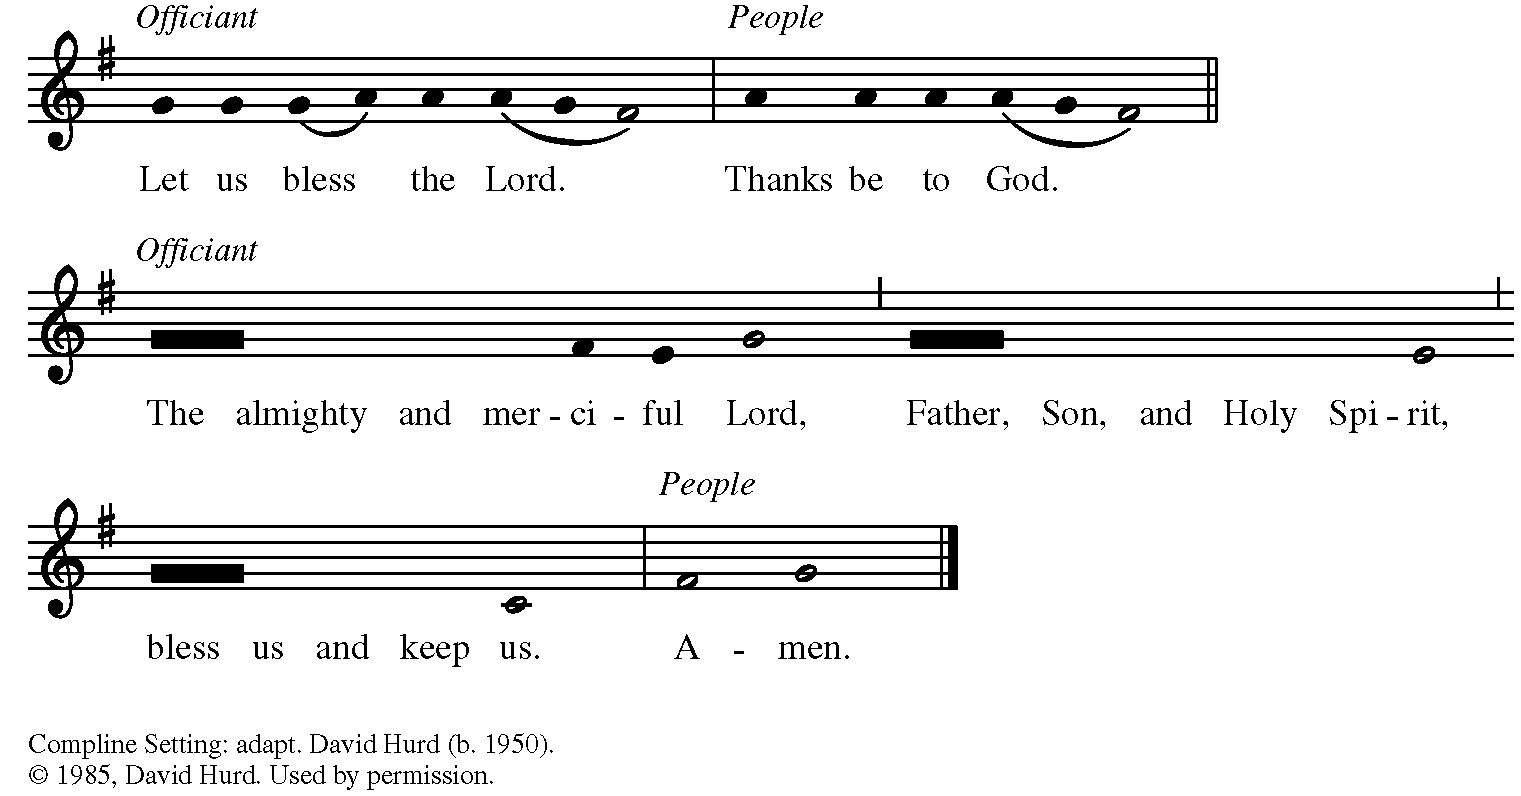 Officiant People
Let us bless the Lord. Thanks be to God.
Officiant
The almighty and mer - ci - ful Lord, Father, Son, and Holy Spi - rit,
People
bless us and keep us. A - men.
Compline Setting: adapt. David Hurd (b. 1950).
© 1985, David Hurd. Used by permission.